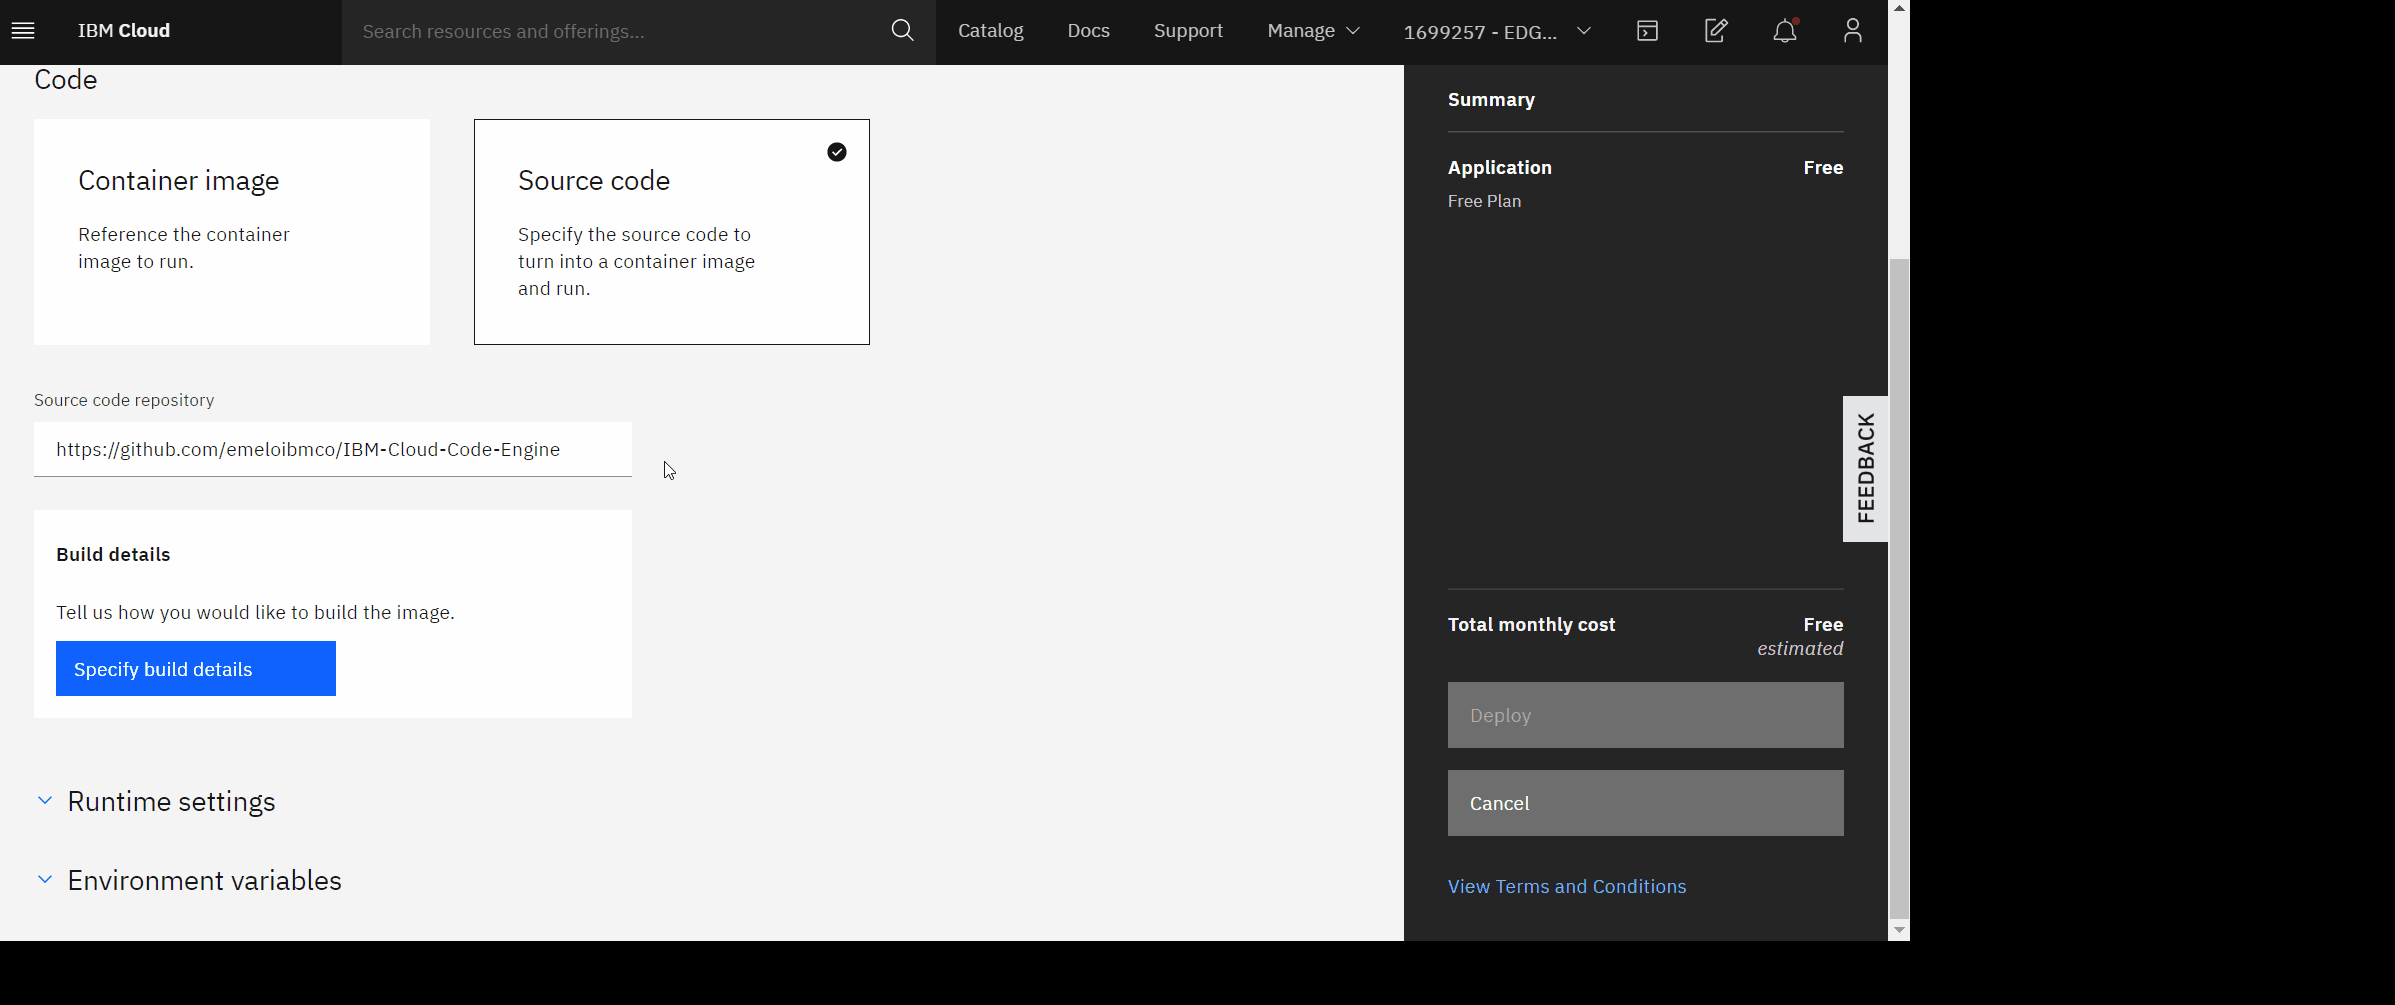 IBM Cloud
Search resources and offerings...
Catalog
Docs
Support
Manage
1699257 - EDG...
Code
Container image
Reference the container
image to run.
Source code
Specify the source code to
turn into a container image
and run.
Source code repository
https://github.com/emeloibmco/IBM-Cloud-Code-Engine
Build details
Tell us how you would like to build the image.
Specify build details
Runtime settings
Environment variables
Summary
Application Free
Free Plan
FEEDBACK
Total monthly cost Free
estimated
Deploy
Cancel
View Terms and Conditions